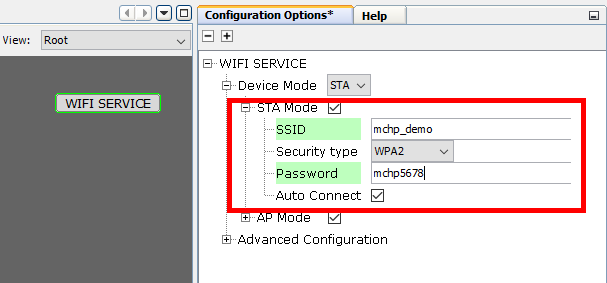 Configuration Options*
Help
View: Root
WIFI SERVICE
WIFI SERVICE
Device Mode STA
STA Mode
SSID mchp_demo
Security type WPA2
Password mchp5678
Auto Connect
AP Mode
Advanced Configuration